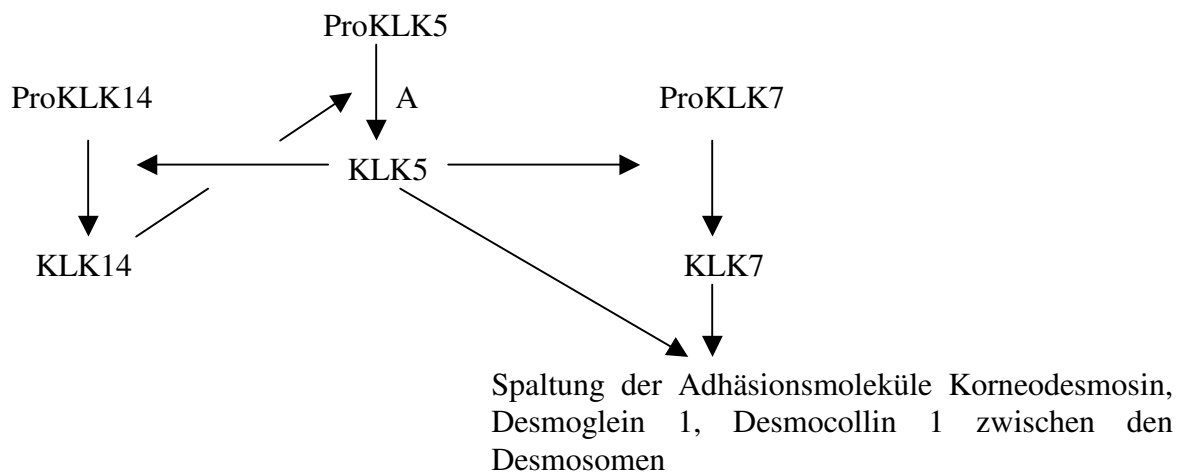 ProKLK5
ProKLK14
A
ProKLK7
KLK5
KLK14
KLK7
Spaltung der Adhäsionsmoleküle Korneodesmosin,
Desmoglein 1, Desmocollin 1 zwischen den
Desmosomen